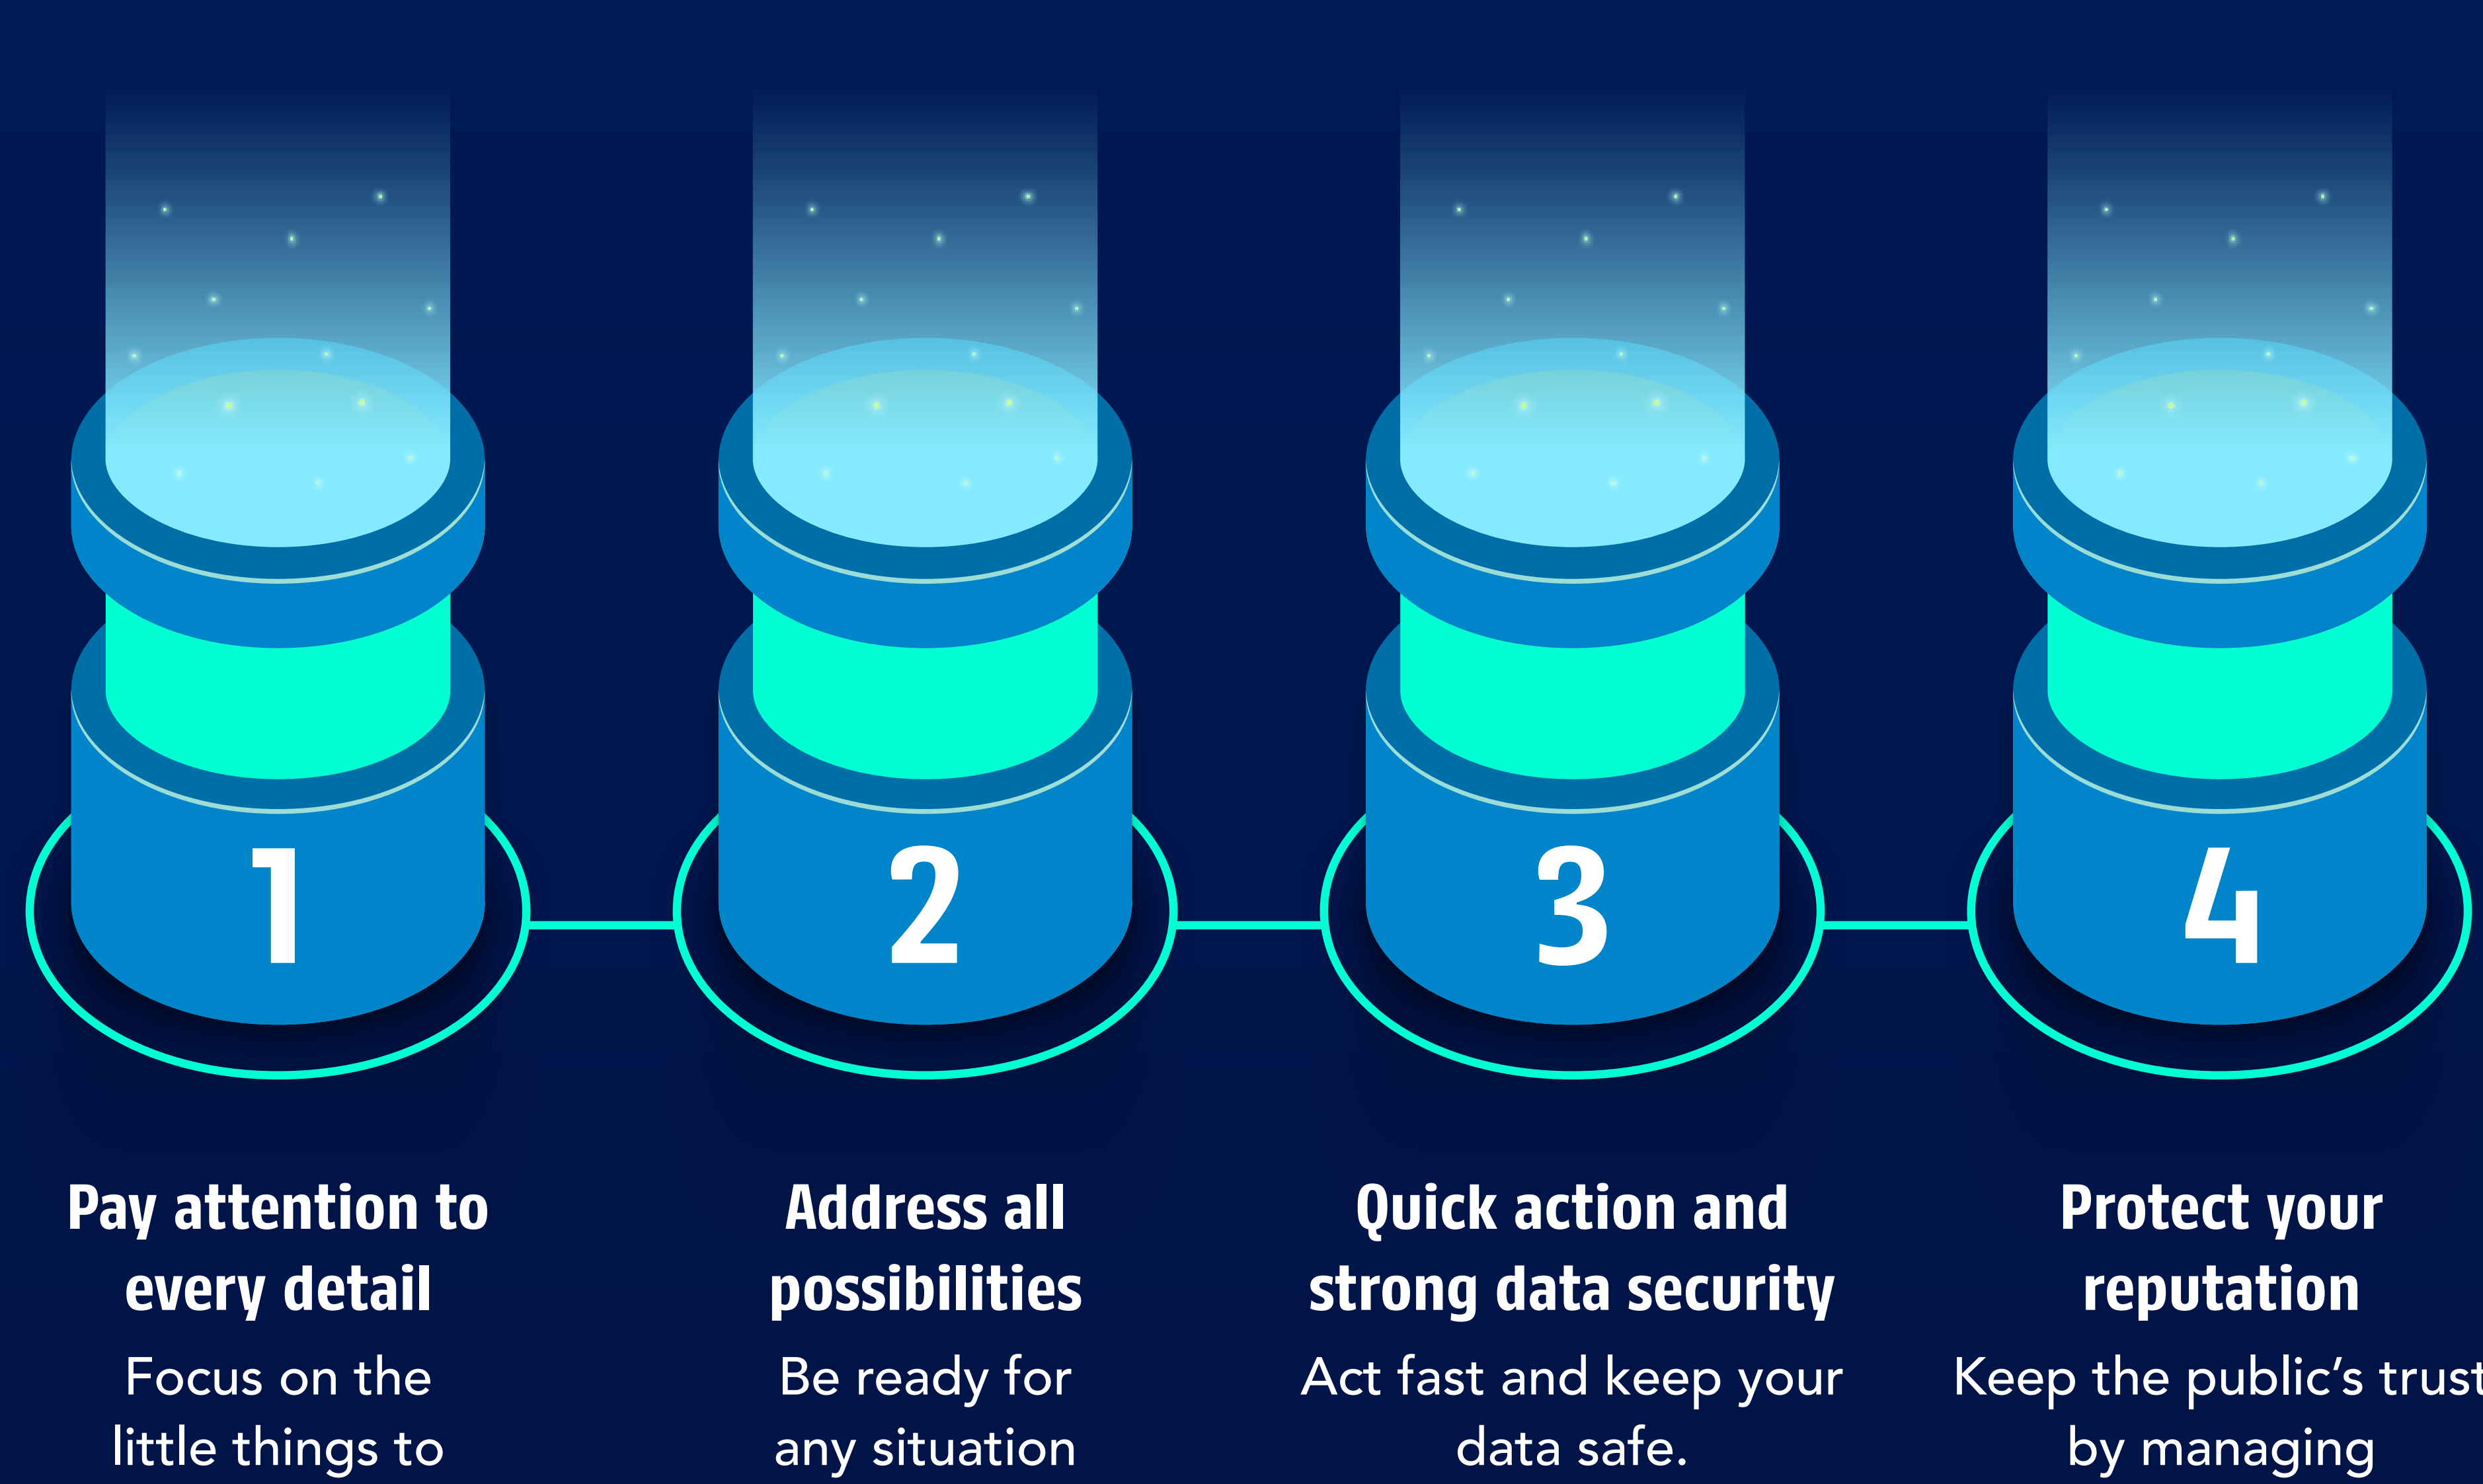 1
2
3
4
Pay attention to
every detail
Focus on the
little things to
Address all
possibilities
Be ready for
any situation
Quick action and
strong data security
Act fast and keep your
data safe.
Protect your
reputation
Keep the public’s trust
by managing